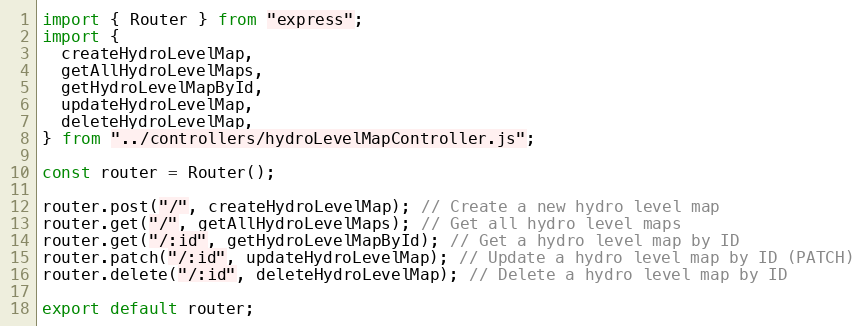 1 import { Router } from "express";
2 import {
3   createHydroLevelMap,
4   getAllHydroLevelMaps,
5   getHydroLevelMapById,
6   updateHydroLevelMap,
7   deleteHydroLevelMap,
8 } from "../controllers/hydroLevelMapController.js";
9
10 const router = Router();
11
12 router.post("/", createHydroLevelMap); // Create a new hydro level map
13 router.get("/", getAllHydroLevelMaps); // Get all hydro level maps
14 router.get("/:id", getHydroLevelMapById); // Get a hydro level map by ID
15 router.patch("/:id", updateHydroLevelMap); // Update a hydro level map by ID (PATCH)
16 router.delete("/:id", deleteHydroLevelMap); // Delete a hydro level map by ID
17
18 export default router;